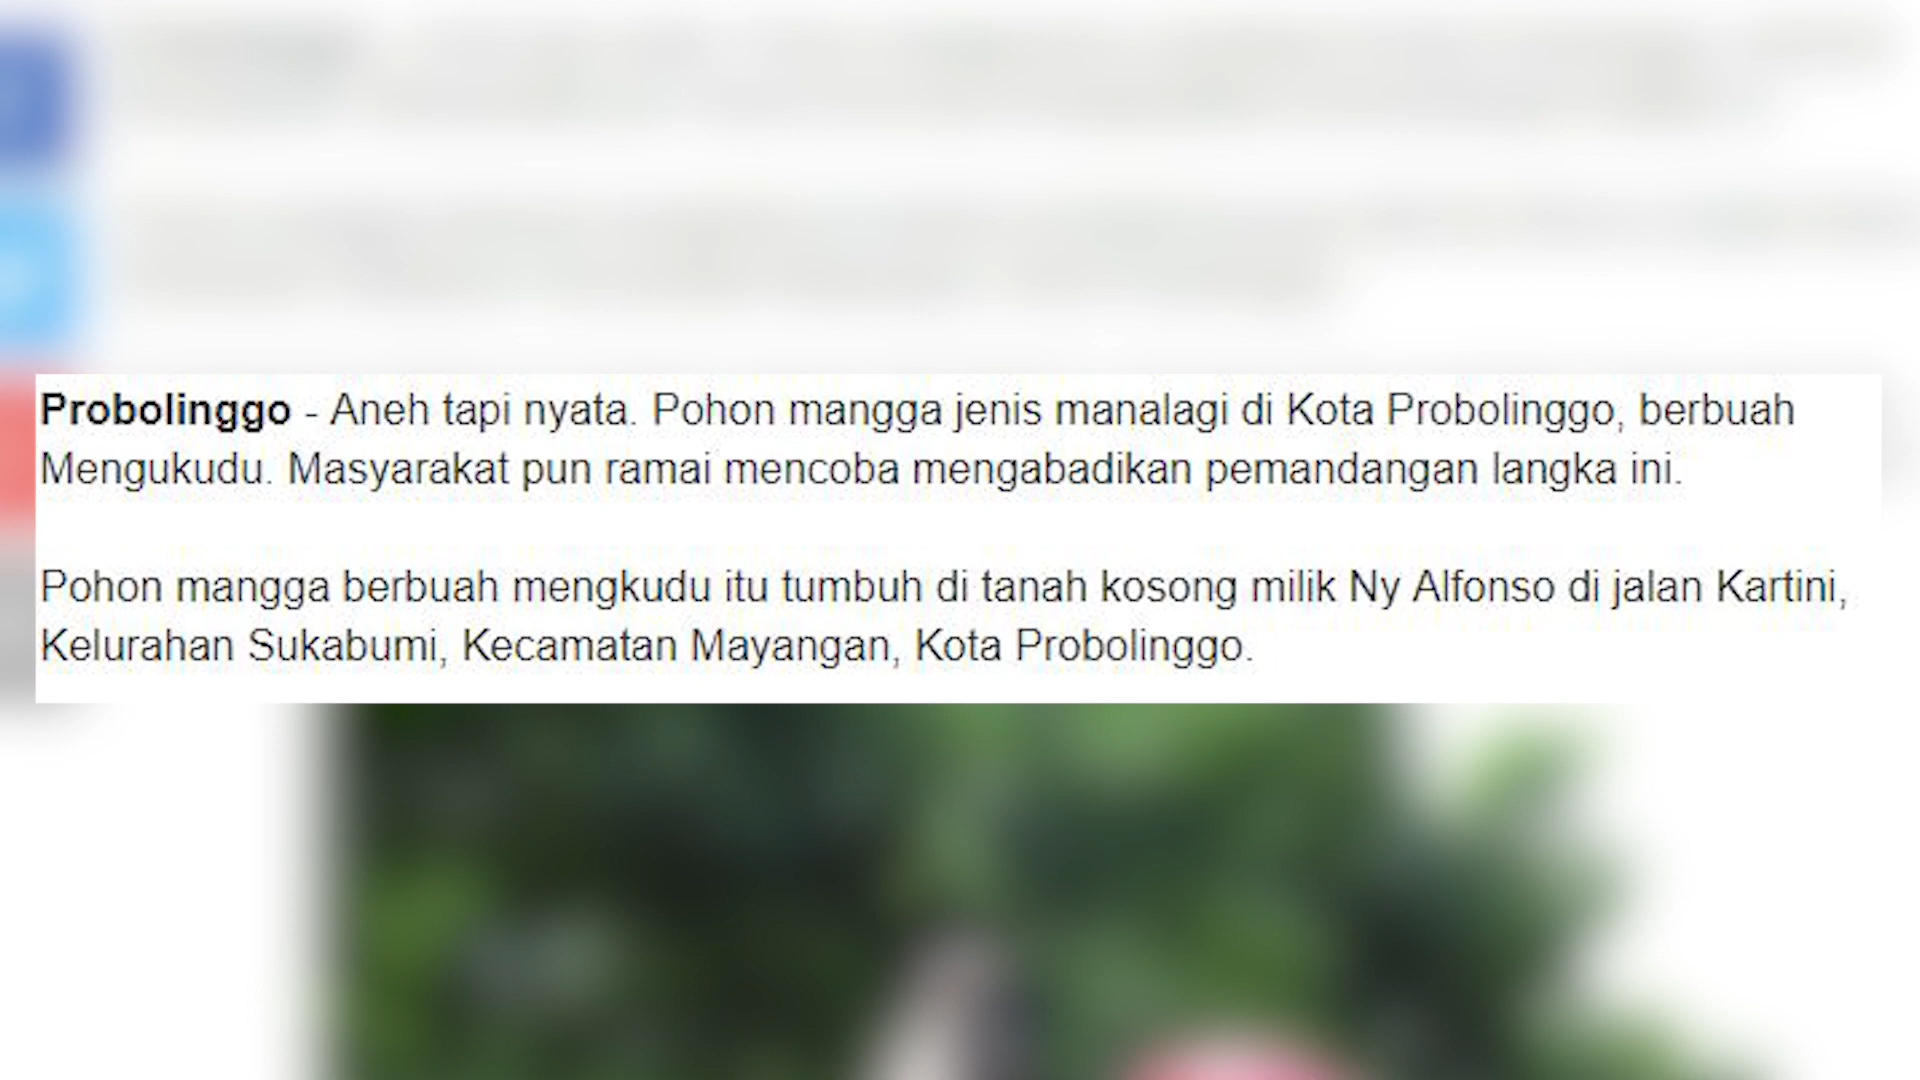 Probolinggo - Aneh tapi nyata. Pohon mangga jenis manalagi di Kota Probolinggo, berbuah
Mengukudu. Masyarakat pun ramai mencoba mengabadikan pemandangan langka ini.
Pohon mangga berbuah mengkudu itu tumbuh di tanah kosong milik Ny Alfonso di jalan Kartini,
Kelurahan Sukabumi, Kecamatan Mayangan, Kota Probolinggo.